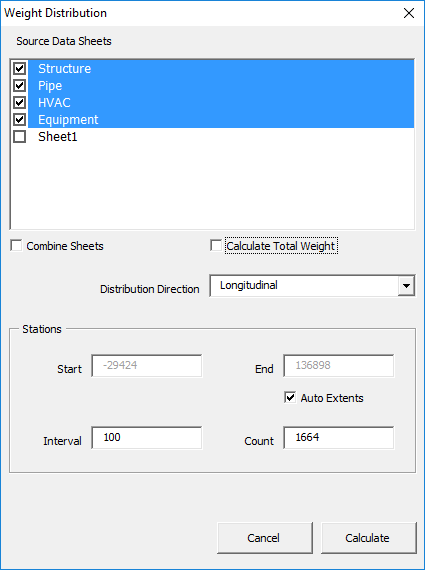 Weight Distribution
Source Data Sheets
Structure
Pipe
HVAC
Equipment
Sheet1
Combine Sheets
Calculate Total Weight
Distribution Direction
Longitudinal
Stations
Start
-29424
End
136898
Auto Extents
Interval
100
Count
1664
Cancel
Calculate